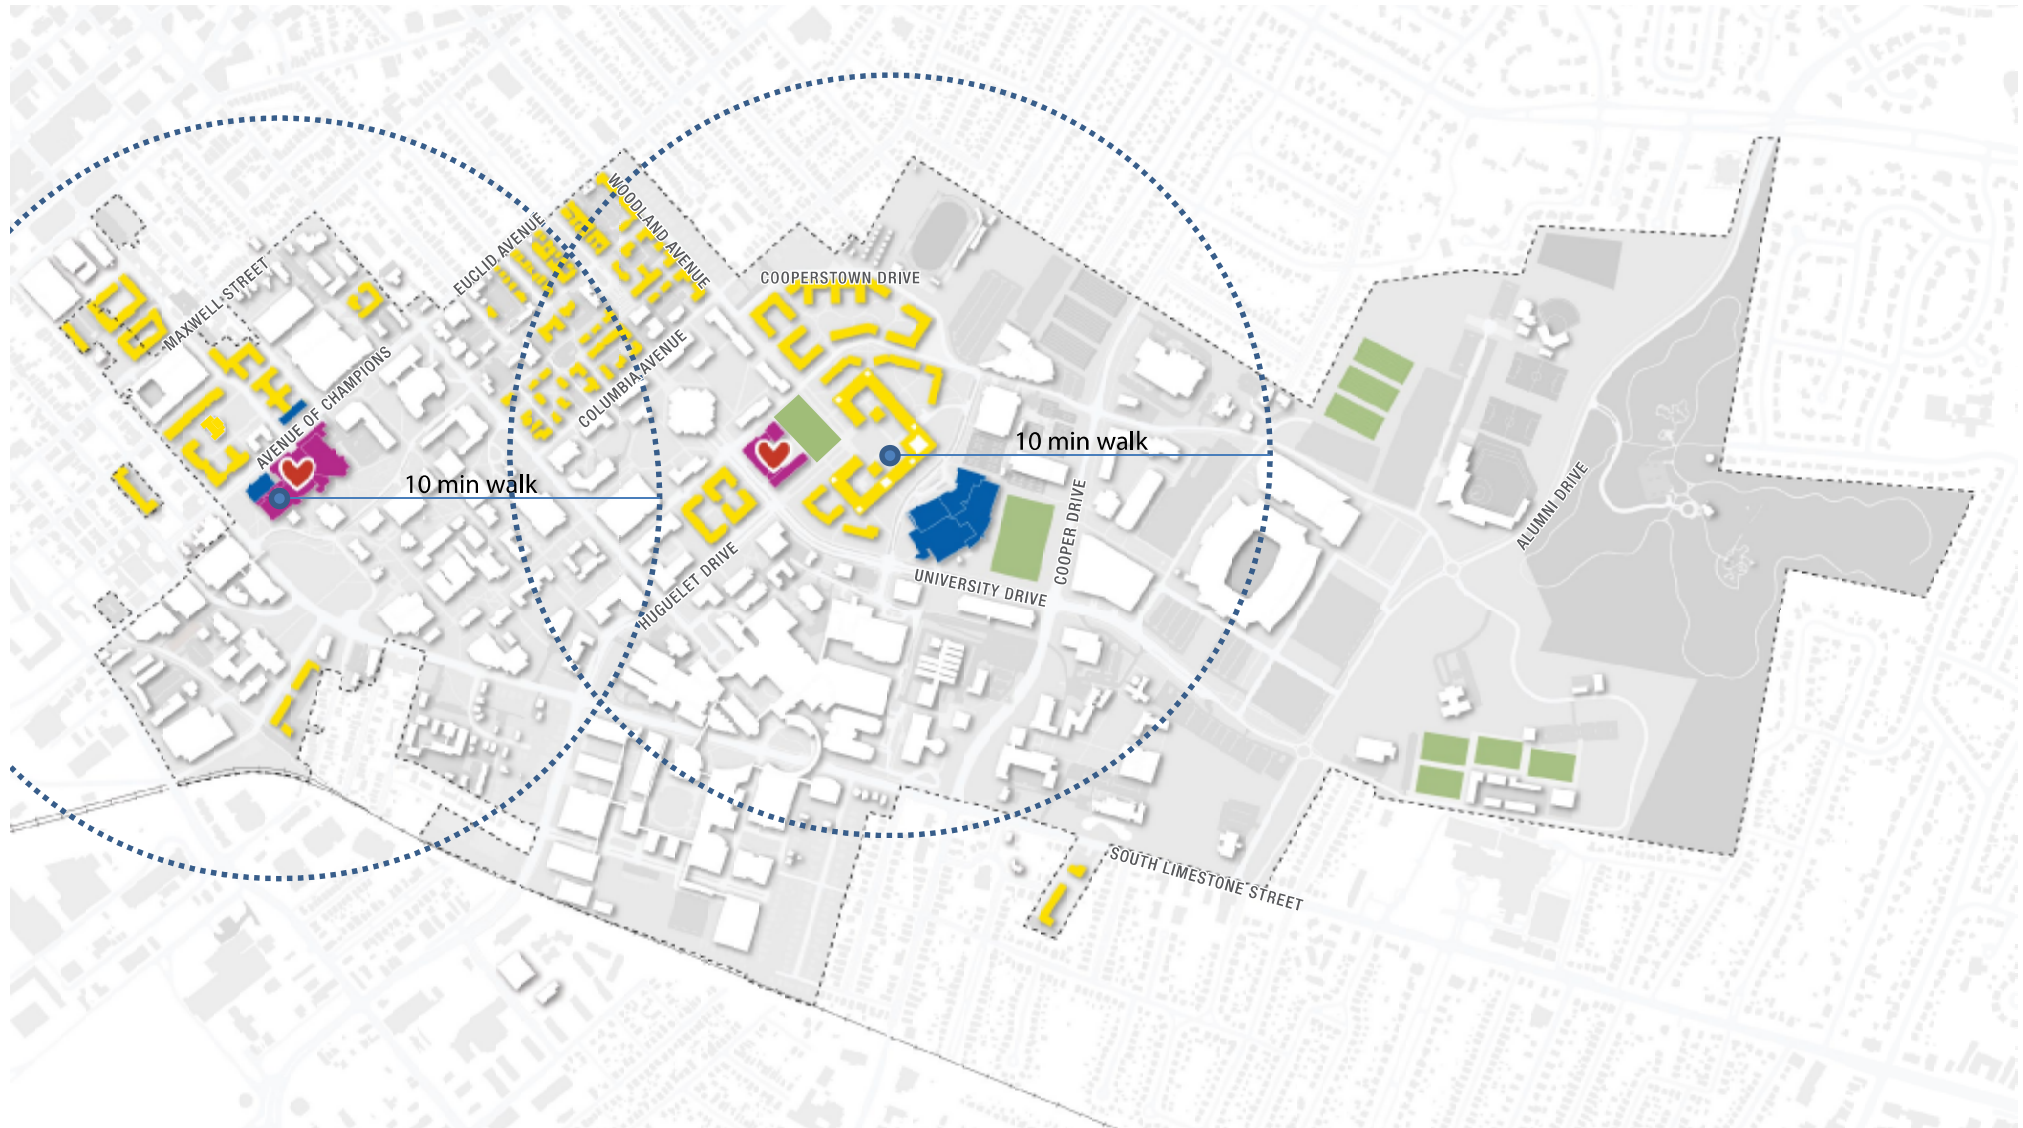 WOODLAND AVENUE
EUCLID AVENUE
MAXWELL STREET
COOPERSTOWN DRIVE
COLUMBIA AVENUE
AVENUE OF CHAMPIONS
10 min walk
10 min walk
ALUMNI DRIVE
COOPER DRIVE
HUGUELET DRIVE
UNIVERSITY DRIVE
SOUTH LIMESTONE STREET